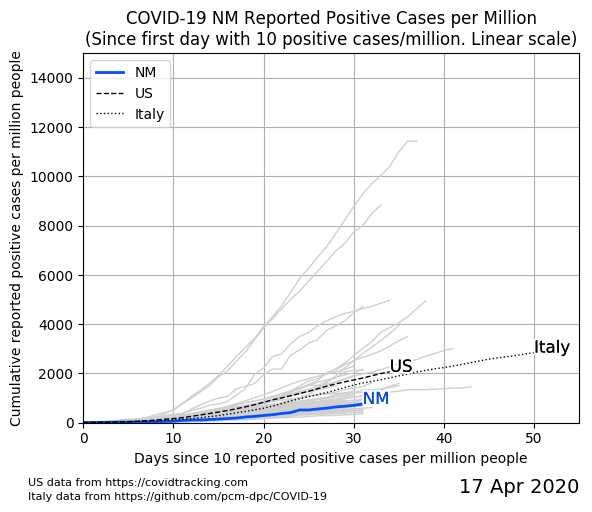 COVID-19 NM Reported Positive Cases per Million
(Since first day with 10 positive cases/million. Linear scale)
Cumulative reported positive cases per million people
14000
12000
10000
8000
6000
4000
2000
0
NM
US
Italy
US
Italy
NM
0 10 20 30 40 50
Days since 10 reported positive cases per million people
US data from https://covidtracking.com
Italy data from https://github.com/pcm-dpc/COVID-19
17 Apr 2020